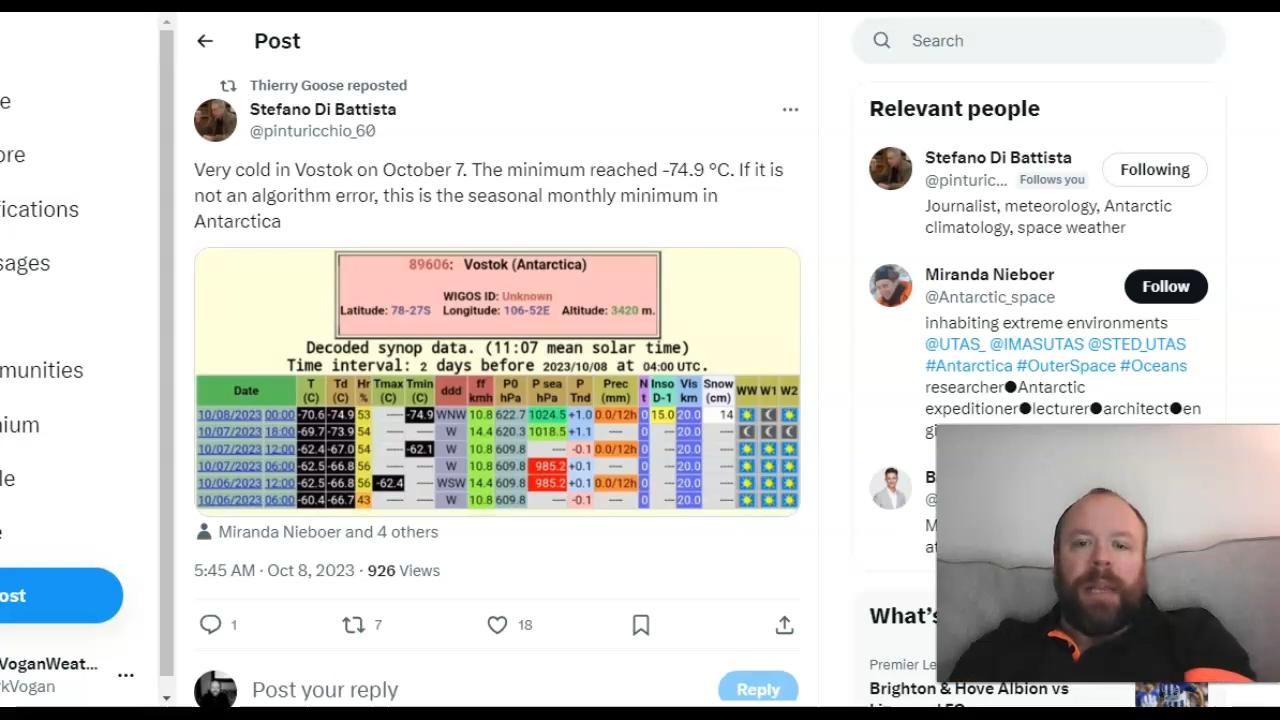 Post
Search
Thierry Goose reposted
Stefano Di Battista
@pinturicchio_60
Very cold in Vostok on October 7. The minimum reached -74.9 °C. If it is
not an algorithm error, this is the seasonal monthly minimum in
Antarctica
89606: Vostok (Antarctica)
WIGOS ID: Unknown
Latitude: 78-27S Longitude: 106-52E Altitude: 3420 m.
Decoded synop data. (11:07 mean solar time)
Time interval: 2 days before 2023/10/08 at 04:00 UTC.
Date T (C) Td (C) Hr % Tmax (C) Tmin (C) ddd ff kmh P0 hPa P sea hPa P Tnd Prec (mm) N t Inso D-1 Vis km Snow (cm) WW W1 W2
10/08/2023 00:00 -70.6 -74.9 53 ---- -74.9 WNW 10.8 622.7 1024.5 +1.0 0.0/12h 0 15.0 20.0 14
10/07/2023 18:00 -69.7 -73.9 54 ---- ---- W 14.4 620.3 1018.5 +1.1 ---- 0 ---- 20.0 ----
10/07/2023 12:00 -62.4 -67.0 54 ---- -62.1 W 10.8 609.8 ---- -0.1 0.0/12h 0 ---- 20.0 ----
10/07/2023 06:00 -62.5 -66.8 56 ---- ---- W 10.8 609.8 985.2 +0.1 ---- 0 ---- 20.0 ----
10/06/2023 12:00 -62.5 -66.8 56 -62.4 ---- WSW 14.4 609.8 985.2 +0.1 0.0/12h 0 ---- 20.0 ----
10/06/2023 06:00 -60.4 -66.7 43 ---- ---- W 10.8 609.8 ---- -0.1 ---- 0 ---- 20.0 ----
Miranda Nieboer and 4 others
5:45 AM · Oct 8, 2023 · 926 Views
1 7 18
Post your reply
Reply
Relevant people
Stefano Di Battista
@pinturic... Follows you
Following
Journalist, meteorology, Antarctic
climatology, space weather
Miranda Nieboer
@Antarctic_space
Follow
inhabiting extreme environments
@UTAS_ @IMASUTAS @STED_UTAS
#Antarctica #OuterSpace #Oceans
researcher●Antarctic
expeditioner●lecturer●architect●en
What's
Premier Le
Brighton & Hove Albion vs
e
ore
fications
sages
munities
ium
le
e
ost
VoganWeat...
kVogan